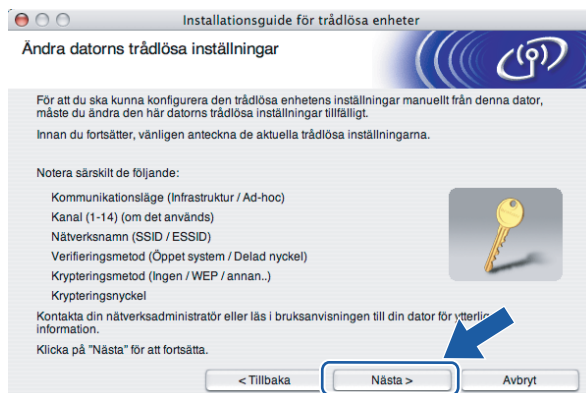 Installationsguide för trådlösa enheter
Ändra datorns trådlösa inställningar
För att du ska kunna konfigurera den trådlösa enhetens inställningar manuellt från denna dator,
måste du ändra den här datorns trådlösa inställningar tillfälligt.
Innan du fortsätter, vänligen anteckna de aktuella trådlösa inställningarna.
Notera särskilt de följande:
Kommunikationsläge (Infrastruktur / Ad-hoc)
Kanal (1-14) (om det används)
Nätverksnamn (SSID / ESSID)
Verifieringsmetod (Öppet system / Delad nyckel)
Krypteringsmetod (Ingen / WEP / annan..)
Krypteringsnyckel
Kontakta din nätverksadministratör eller läs i bruksanvisningen till din dator för
information.
Klicka på "Nästa" för att fortsätta.
< Tillbaka
Nästa >
Avbryt